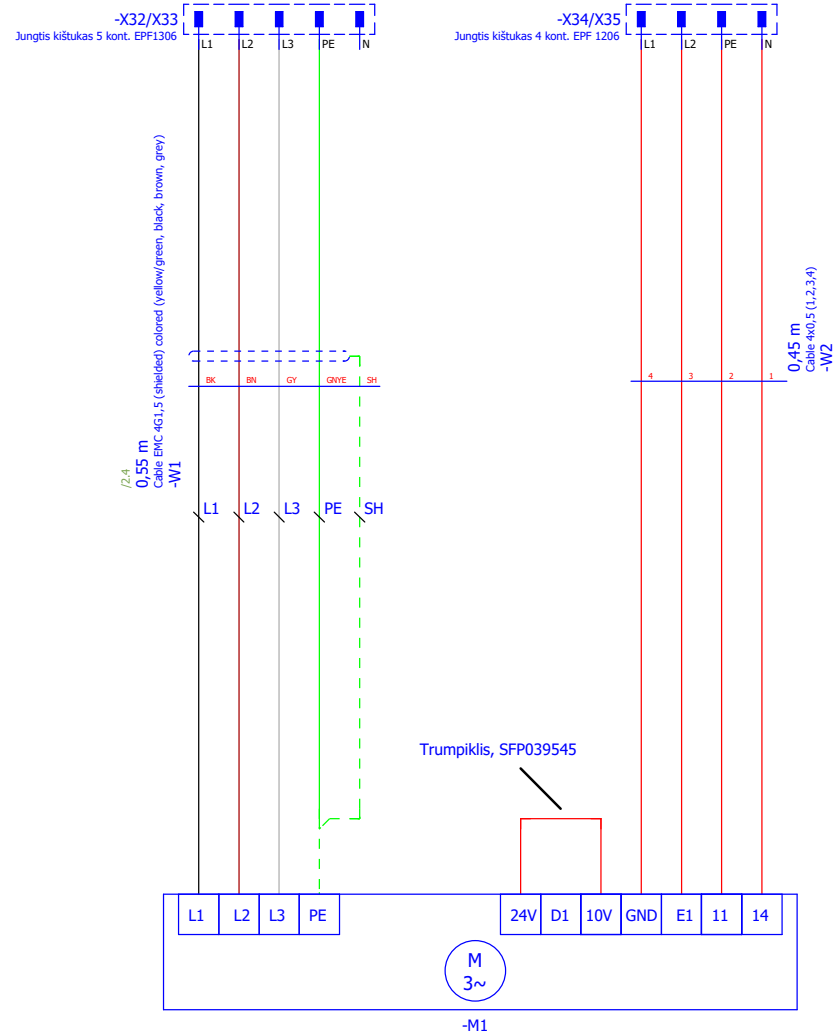 -X32/X33
Jungtis kištukas 5 kont. EPF1306
L1 L2 L3 PE N
-X34/X35
Jungtis kištukas 4 kont. EPF 1206
L1 L2 PE N
/2.4
0,55 m
Cable EMC 4G1,5 (shielded) colored (yellow/green, black, brown, grey)
-W1
BK BN GY GNYE SH
L1 L2 L3 PE SH
0,45 m
Cable 4x0,5 (1,2,3,4)
-W2
4 3 2 1
Trumpiklis, SFP039545
L1 L2 L3 PE
24V D1 10V GND E1 11 14
M
3~
-M1